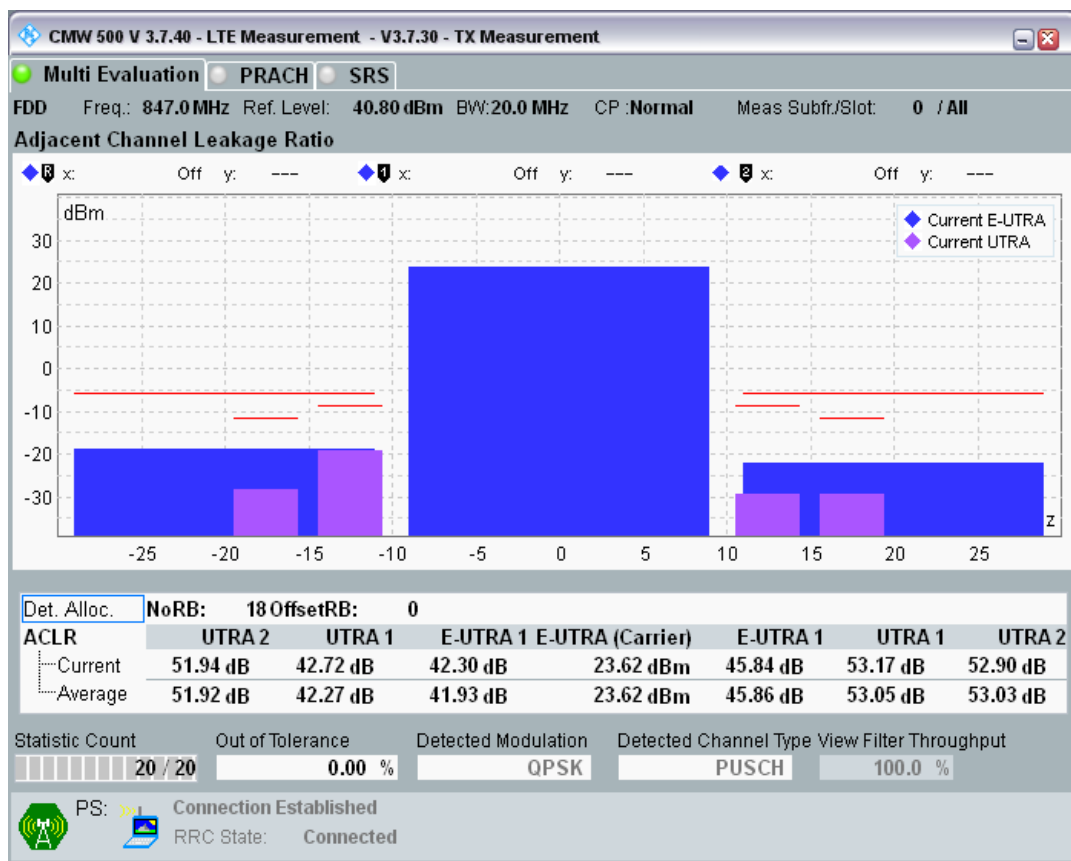 CMW 500 V 3.7.40 - LTE Measurement - V3.7.30 - TX Measurement
Multi Evaluation PRACH SRS
FDD Freq.: 847.0 MHz Ref. Level: 40.80 dBm BW:20.0 MHz CP :Normal Meas Subfr./Slot: 0 / All
Adjacent Channel Leakage Ratio
R x: Off y: --- 1 x: Off y: --- 2 x: Off y: ---
dBm
Current E-UTRA
Current UTRA
30
20
10
0
-10
-20
-30
z
-25 -20 -15 -10 -5 0 5 10 15 20 25
Det. Alloc. NoRB: 18 OffsetRB: 0
ACLR UTRA 2 UTRA 1 E-UTRA 1 E-UTRA (Carrier) E-UTRA 1 UTRA 1 UTRA 2
Current 51.94 dB 42.72 dB 42.30 dB 23.62 dBm 45.84 dB 53.17 dB 52.90 dB
Average 51.92 dB 42.27 dB 41.93 dB 23.62 dBm 45.86 dB 53.05 dB 53.03 dB
Statistic Count Out of Tolerance Detected Modulation Detected Channel Type View Filter Throughput
20 / 20 0.00 % QPSK PUSCH 100.0 %
PS: Connection Established
RRC State: Connected